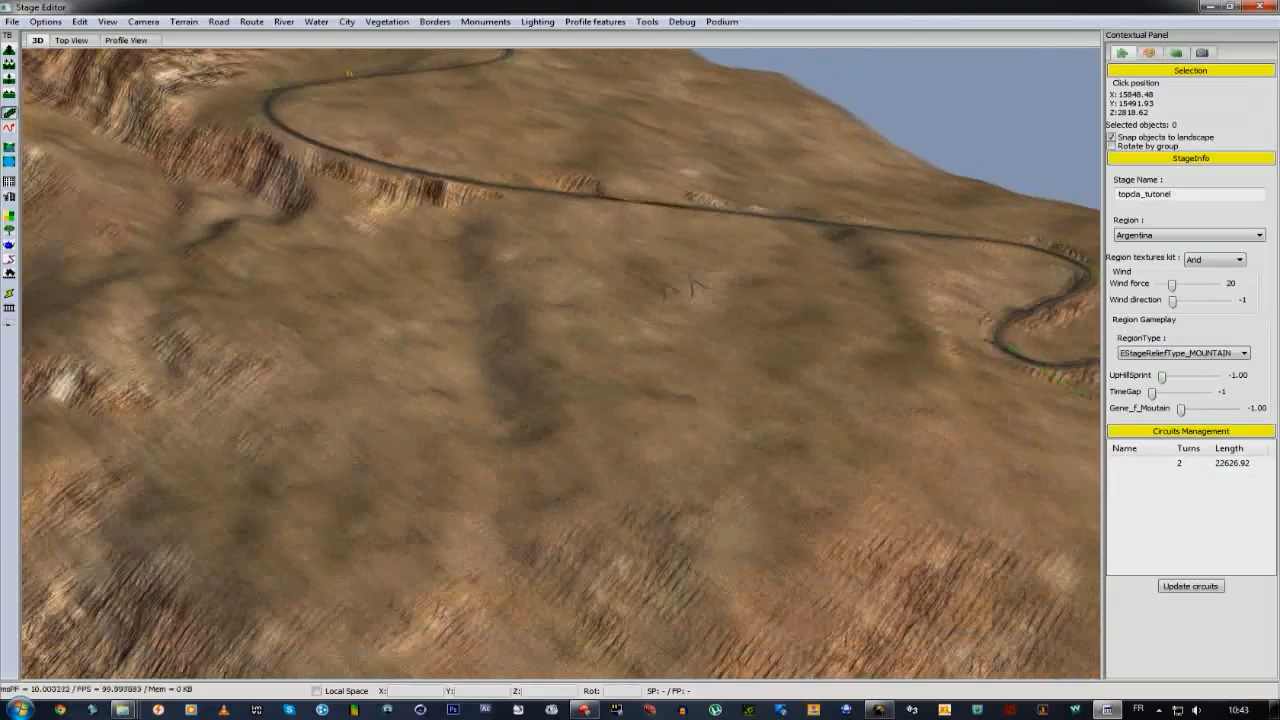 Stage Editor
File Options Edit View Camera Terrain Road Route River Water City Vegetation Borders Monuments Lighting Profile features Tools Debug Podium
TB 3D Top View Profile View
Contextual Panel
Selection
Click position
X: 15848.48
Y: 15491.93
Z:2818.62
Selected objects: 0
Snap objects to landscape
Rotate by group
StageInfo
Stage Name :
topcla_tutoriel
Region :
Argentina
Region textures kit : Arid
Wind
Wind force 20
Wind direction -1
Region Gameplay
RegionType :
EStageReliefType_MOUNTAIN
UpHillSprint -1.00
TimeGap -1
Gene_f_Moutain -1.00
Circuits Management
Name Turns Length
2 22626.92
Update circuits
Local Space X: Y: Z: Rot: SP: - / FP: -
FR 10:43